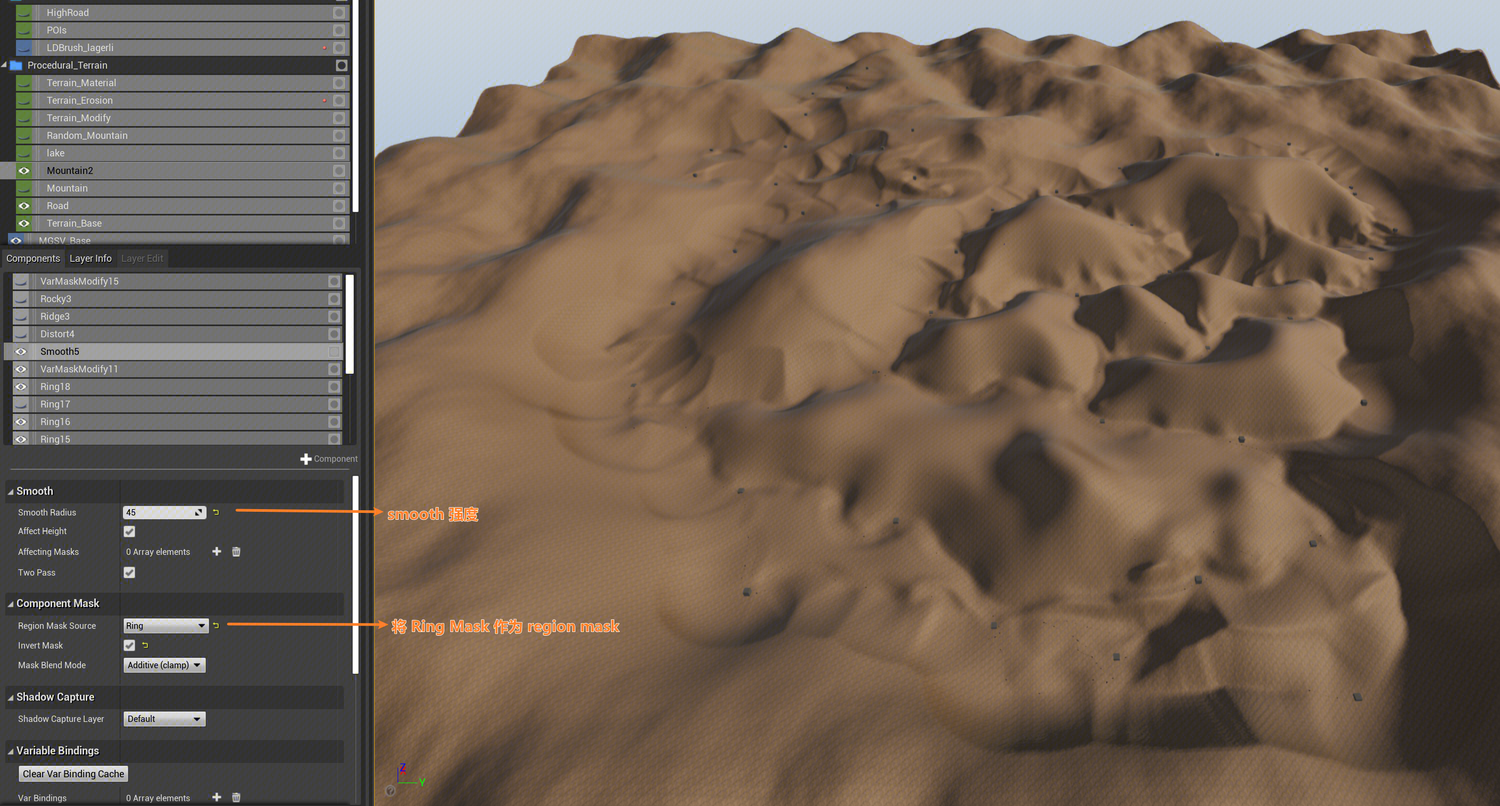 HighRoad
POIs
LDBrush_lagerli
Procedural_Terrain
Terrain_Material
Terrain_Erosion
Terrain_Modify
Random_Mountain
lake
Mountain2
Mountain
Road
Terrain_Base
MGSV_Base
Components Layer Info Layer Edit
VarMaskModify15
Rocky3
Ridge3
Distort4
Smooth5
VarMaskModify11
Ring18
Ring17
Ring16
Ring15
Component
Smooth
Smooth Radius 45
smooth 强度
Affect Height
Affecting Masks 0 Array elements
Two Pass
Component Mask
Region Mask Source Ring
将 Ring Mask 作为 region mask
Invert Mask
Mask Blend Mode Additive (clamp)
Shadow Capture
Shadow Capture Layer Default
Variable Bindings
Clear Var Binding Cache
Var Bindings 0 Array elements
Z
Y